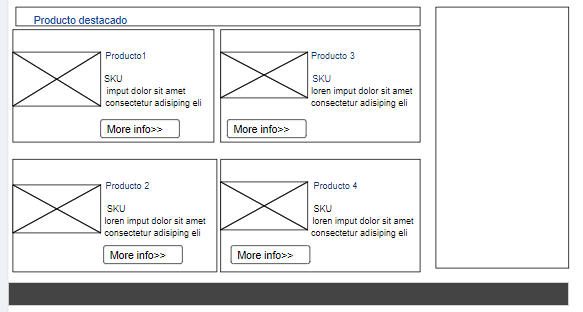 Producto destacado
Producto1
SKU
imput dolor sit amet
consectetur adisiping eli
More info>>
Producto 3
SKU
loren imput dolor sit amet
consectetur adisiping eli
More info>>
Producto 2
SKU
loren imput dolor sit amet
consectetur adisiping eli
More info>>
Producto 4
SKU
loren imput dolor sit amet
consectetur adisiping eli
More info>>